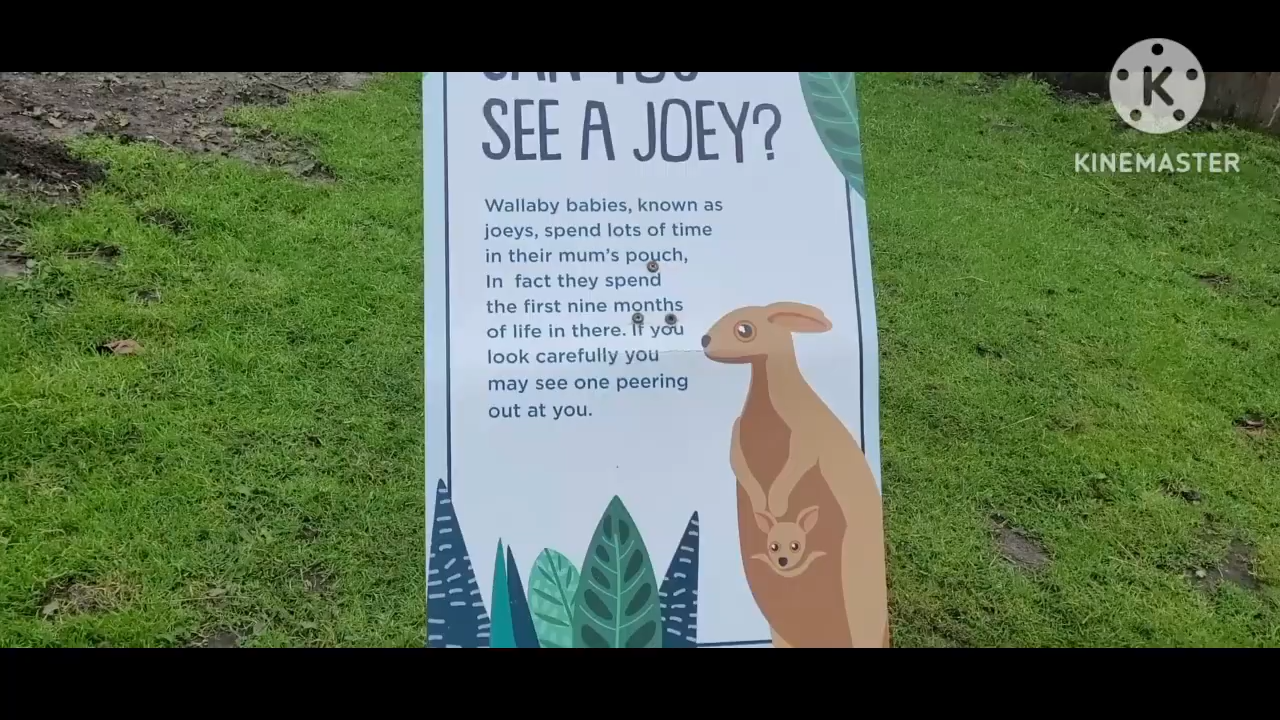 CAN YOU
SEE A JOEY?
Wallaby babies, known as
joeys, spend lots of time
in their mum's pouch,
In fact they spend
the first nine months
of life in there. If you
look carefully you
may see one peering
out at you.
K
KINEMASTER